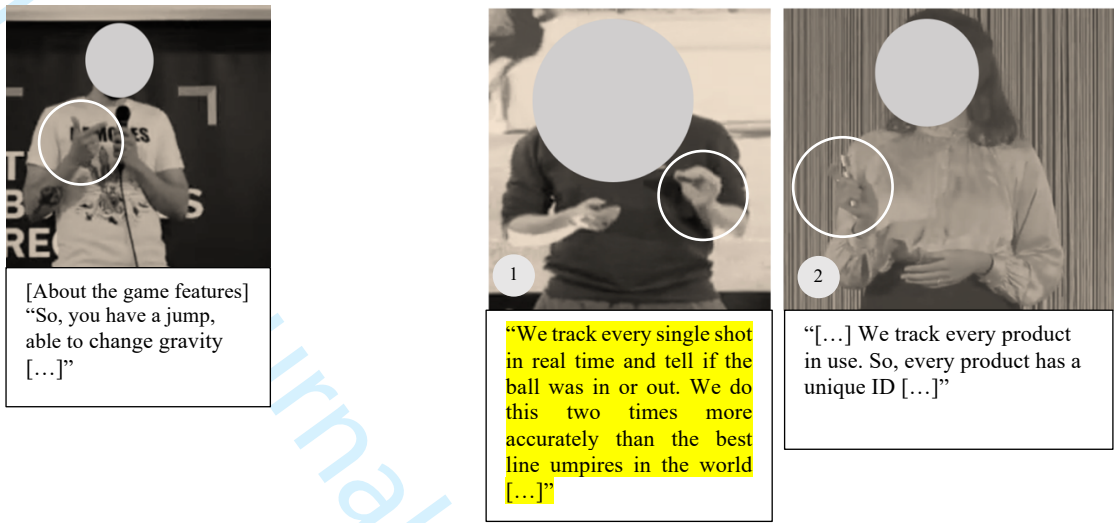 [About the game features]
“So, you have a jump,
able to change gravity
[…]”
1
“We track every single shot
in real time and tell if the
ball was in or out. We do
this two times more
accurately than the best
line umpires in the world
[…]”
2
“[…] We track every product
in use. So, every product has a
unique ID […]”